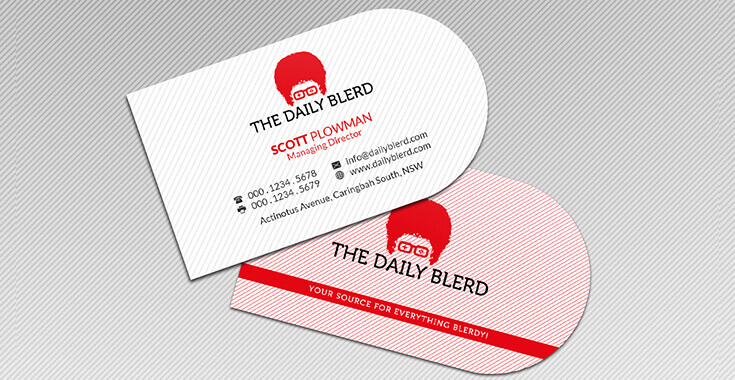 THE DAILY BLERD
SCOTT PLOWMAN
Managing Director
000.1234.5678
000.1234.5679
info@dailyblerd.com
www.dailyblerd.com
Actinotus Avenue, Caringbah South, NSW
THE DAILY BLERD
YOUR SOURCE FOR EVERYTHING BLERDY!